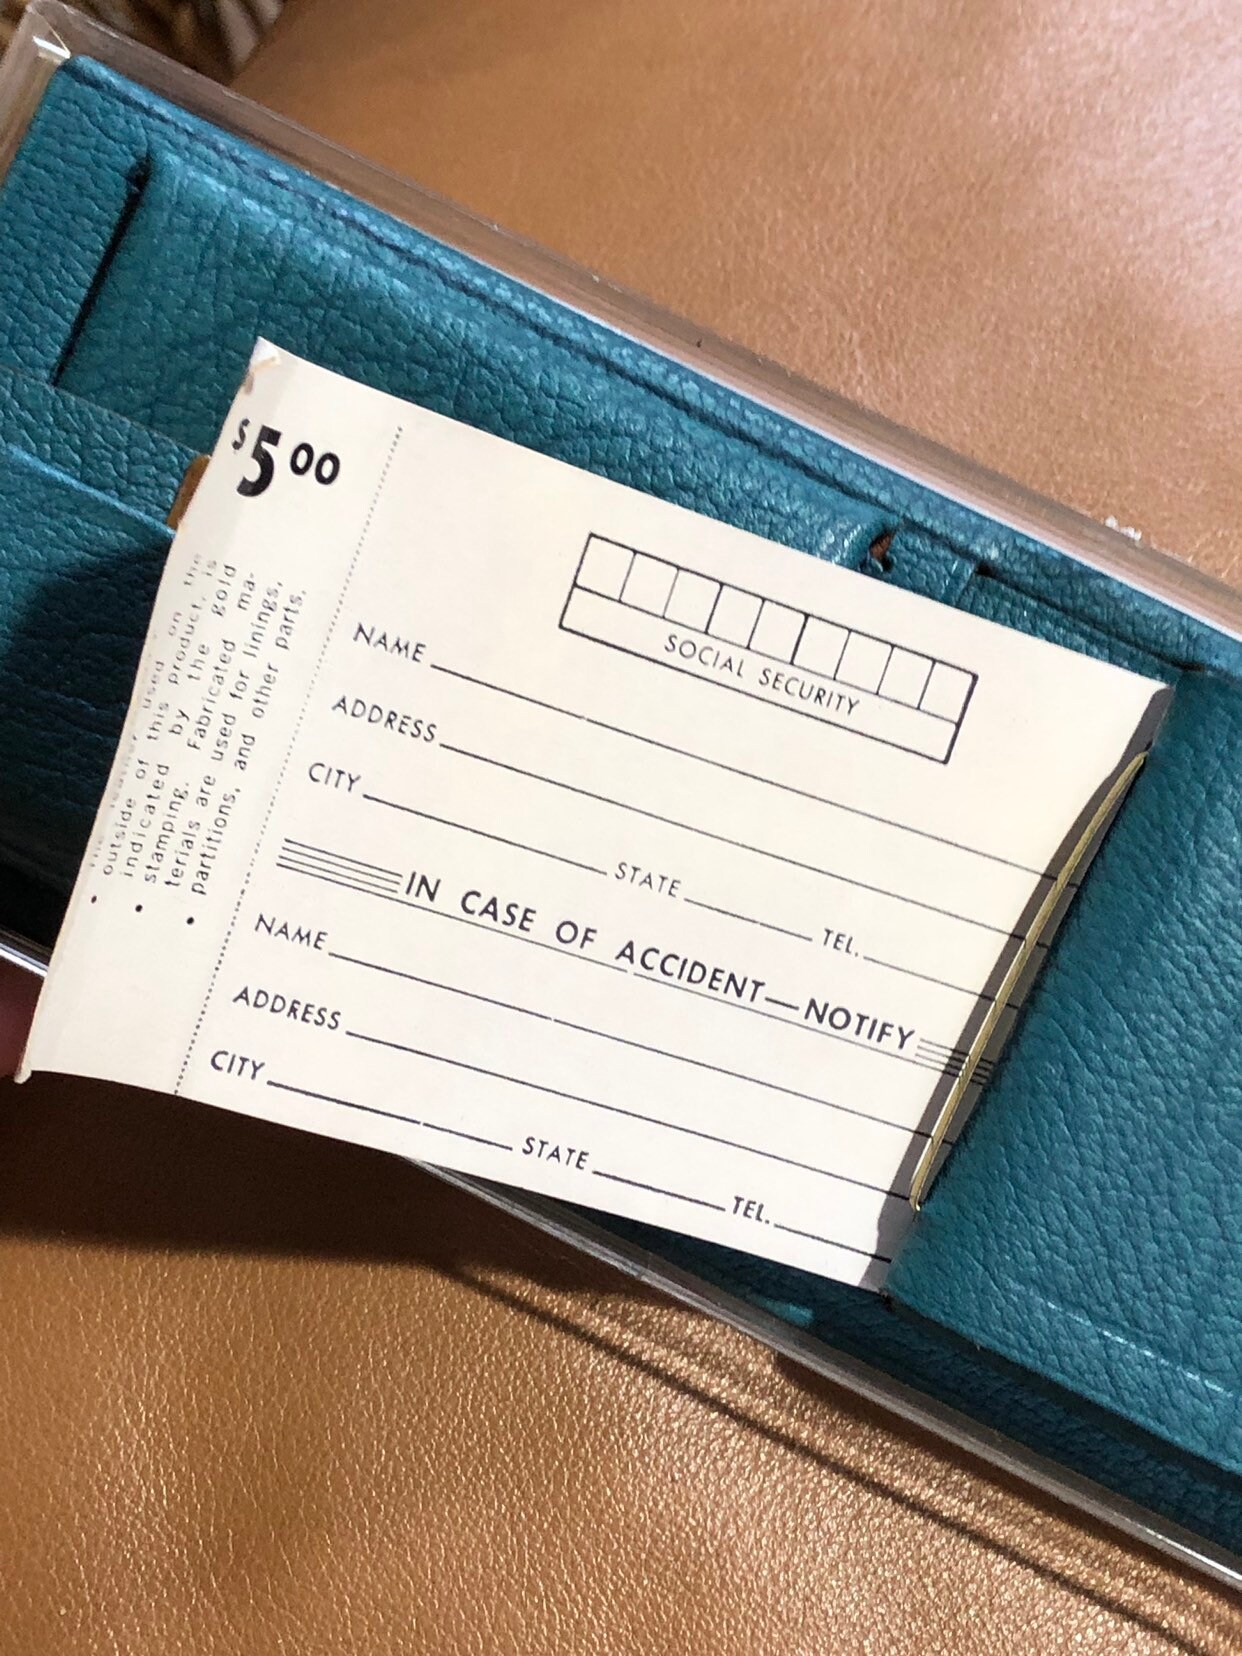 $5.00
• The leather used on the
outside of this product, is
• indicated by the gold
stamping. Fabricated ma-
terials are used for linings,
• partitions, and other parts.
SOCIAL SECURITY
NAME
ADDRESS
CITY STATE TEL.
IN CASE OF ACCIDENT—NOTIFY
NAME
ADDRESS
CITY STATE TEL.